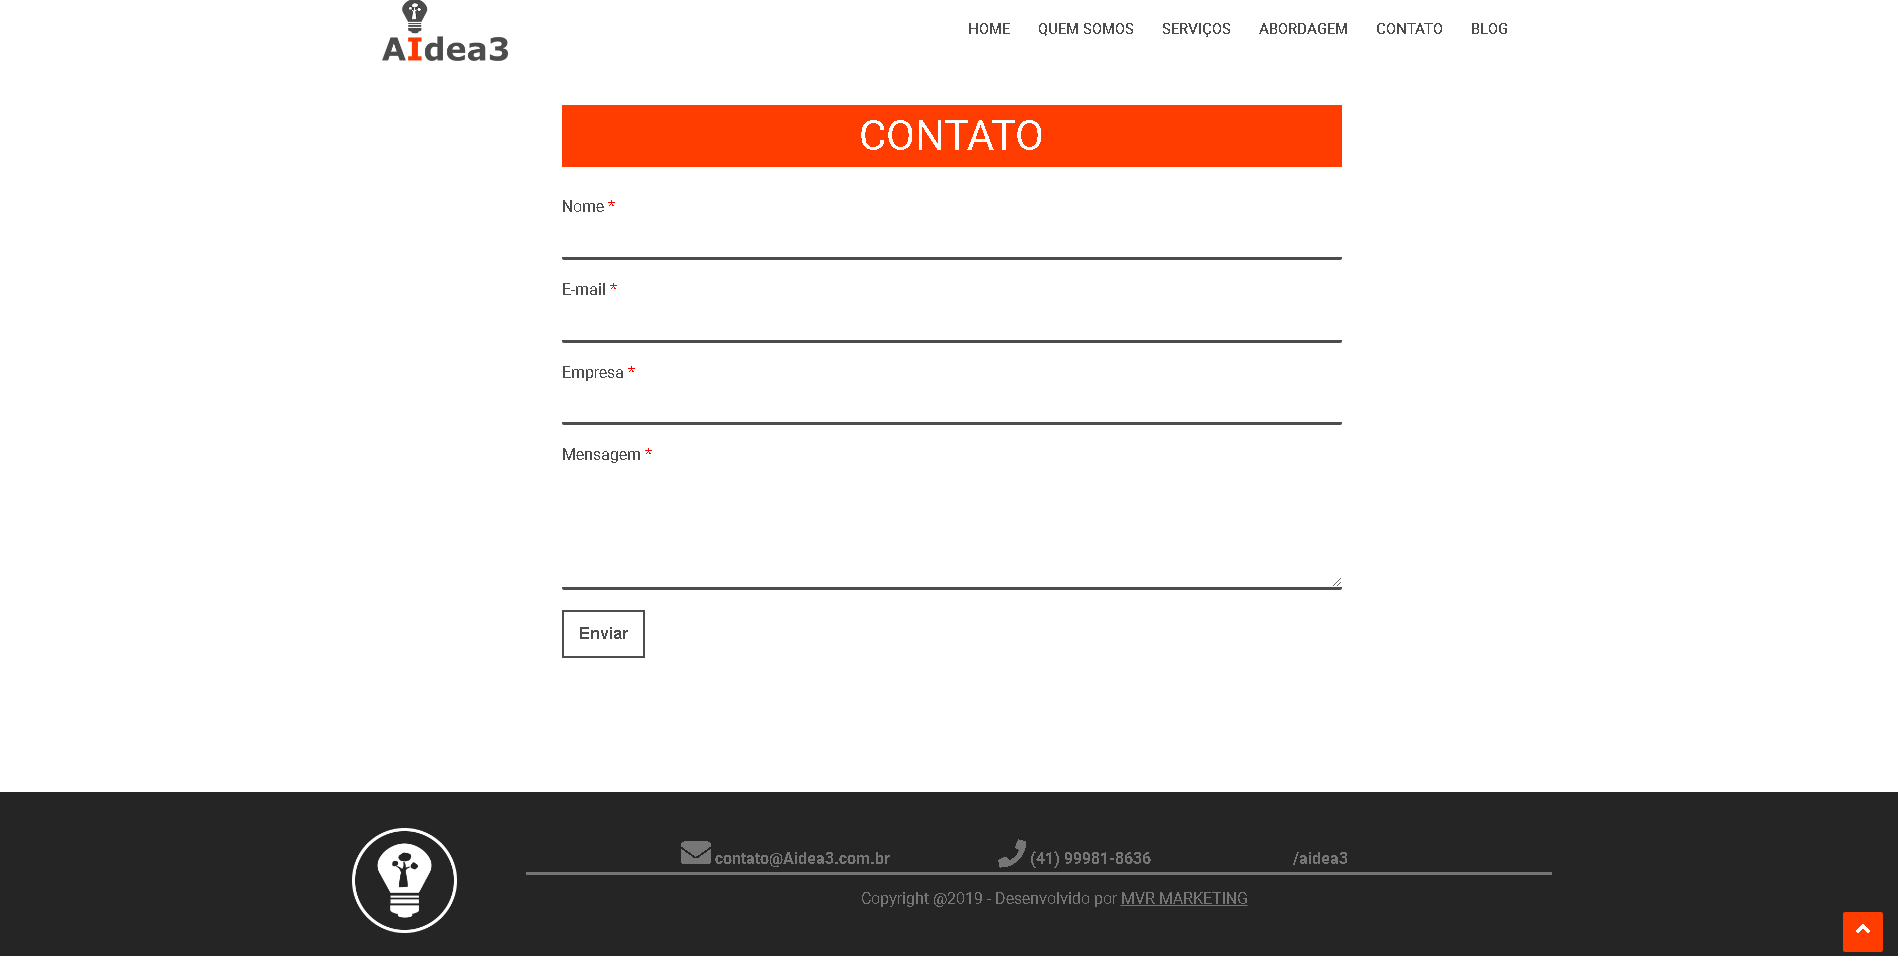 AIdea3
HOME QUEM SOMOS SERVIÇOS ABORDAGEM CONTATO BLOG
CONTATO
Nome *
E-mail *
Empresa *
Mensagem *
Enviar
contato@Aidea3.com.br (41) 99981-8636 /aidea3
Copyright @2019 - Desenvolvido por MVR MARKETING